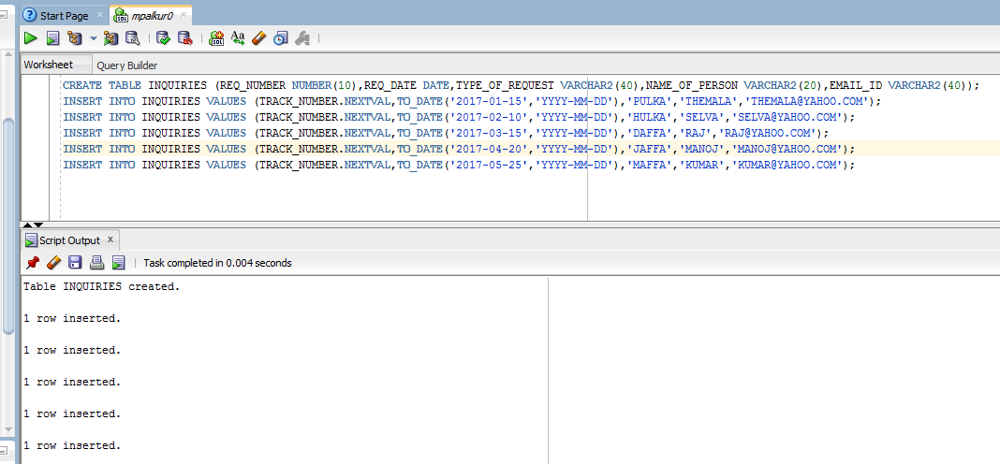 Start Page
mpalkur0
Worksheet
Query Builder
CREATE TABLE INQUIRIES (REQ_NUMBER NUMBER(10),REQ_DATE DATE,TYPE_OF_REQUEST VARCHAR2(40),NAME_OF_PERSON VARCHAR2(20),EMAIL_ID VARCHAR2(40));
INSERT INTO INQUIRIES VALUES (TRACK_NUMBER.NEXTVAL,TO_DATE('2017-01-15','YYYY-MM-DD'),'PULKA','THEMALA','THEMALA@YAHOO.COM');
INSERT INTO INQUIRIES VALUES (TRACK_NUMBER.NEXTVAL,TO_DATE('2017-02-10','YYYY-MM-DD'),'HULKA','SELVA','SELVA@YAHOO.COM');
INSERT INTO INQUIRIES VALUES (TRACK_NUMBER.NEXTVAL,TO_DATE('2017-03-15','YYYY-MM-DD'),'DAFFA','RAJ','RAJ@YAHOO.COM');
INSERT INTO INQUIRIES VALUES (TRACK_NUMBER.NEXTVAL,TO_DATE('2017-04-20','YYYY-MM-DD'),'JAFFA','MANOJ','MANOJ@YAHOO.COM');
INSERT INTO INQUIRIES VALUES (TRACK_NUMBER.NEXTVAL,TO_DATE('2017-05-25','YYYY-MM-DD'),'MAFFA','KUMAR','KUMAR@YAHOO.COM');
Script Output x
Task completed in 0.004 seconds
Table INQUIRIES created.
1 row inserted.
1 row inserted.
1 row inserted.
1 row inserted.
1 row inserted.